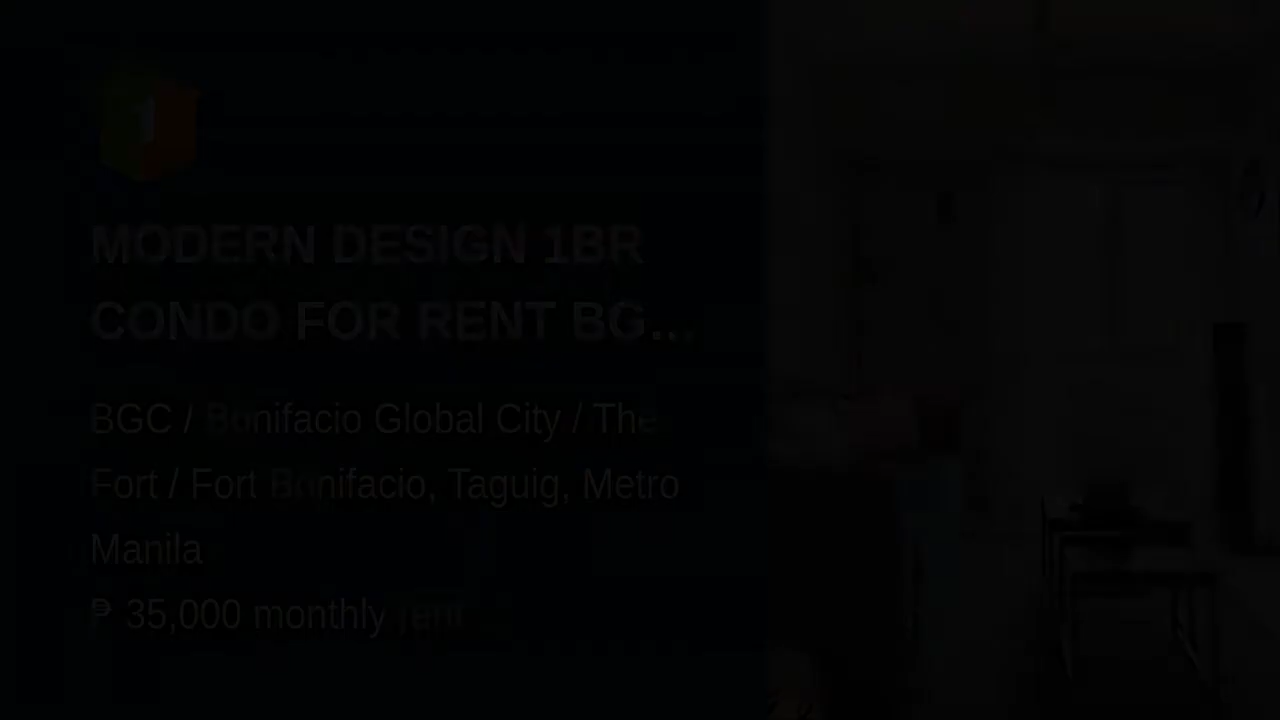 MODERN DESIGN 1BR
CONDO FOR RENT BG...
BGC / Bonifacio Global City / The
Fort / Fort Bonifacio, Taguig, Metro
Manila
₱ 35,000 monthly rent